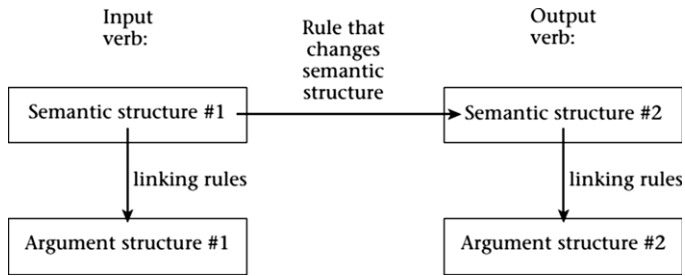 Input
verb:
Rule that
changes
semantic
structure
Output
verb:
Semantic structure #1
Semantic structure #2
linking rules
linking rules
Argument structure #1
Argument structure #2